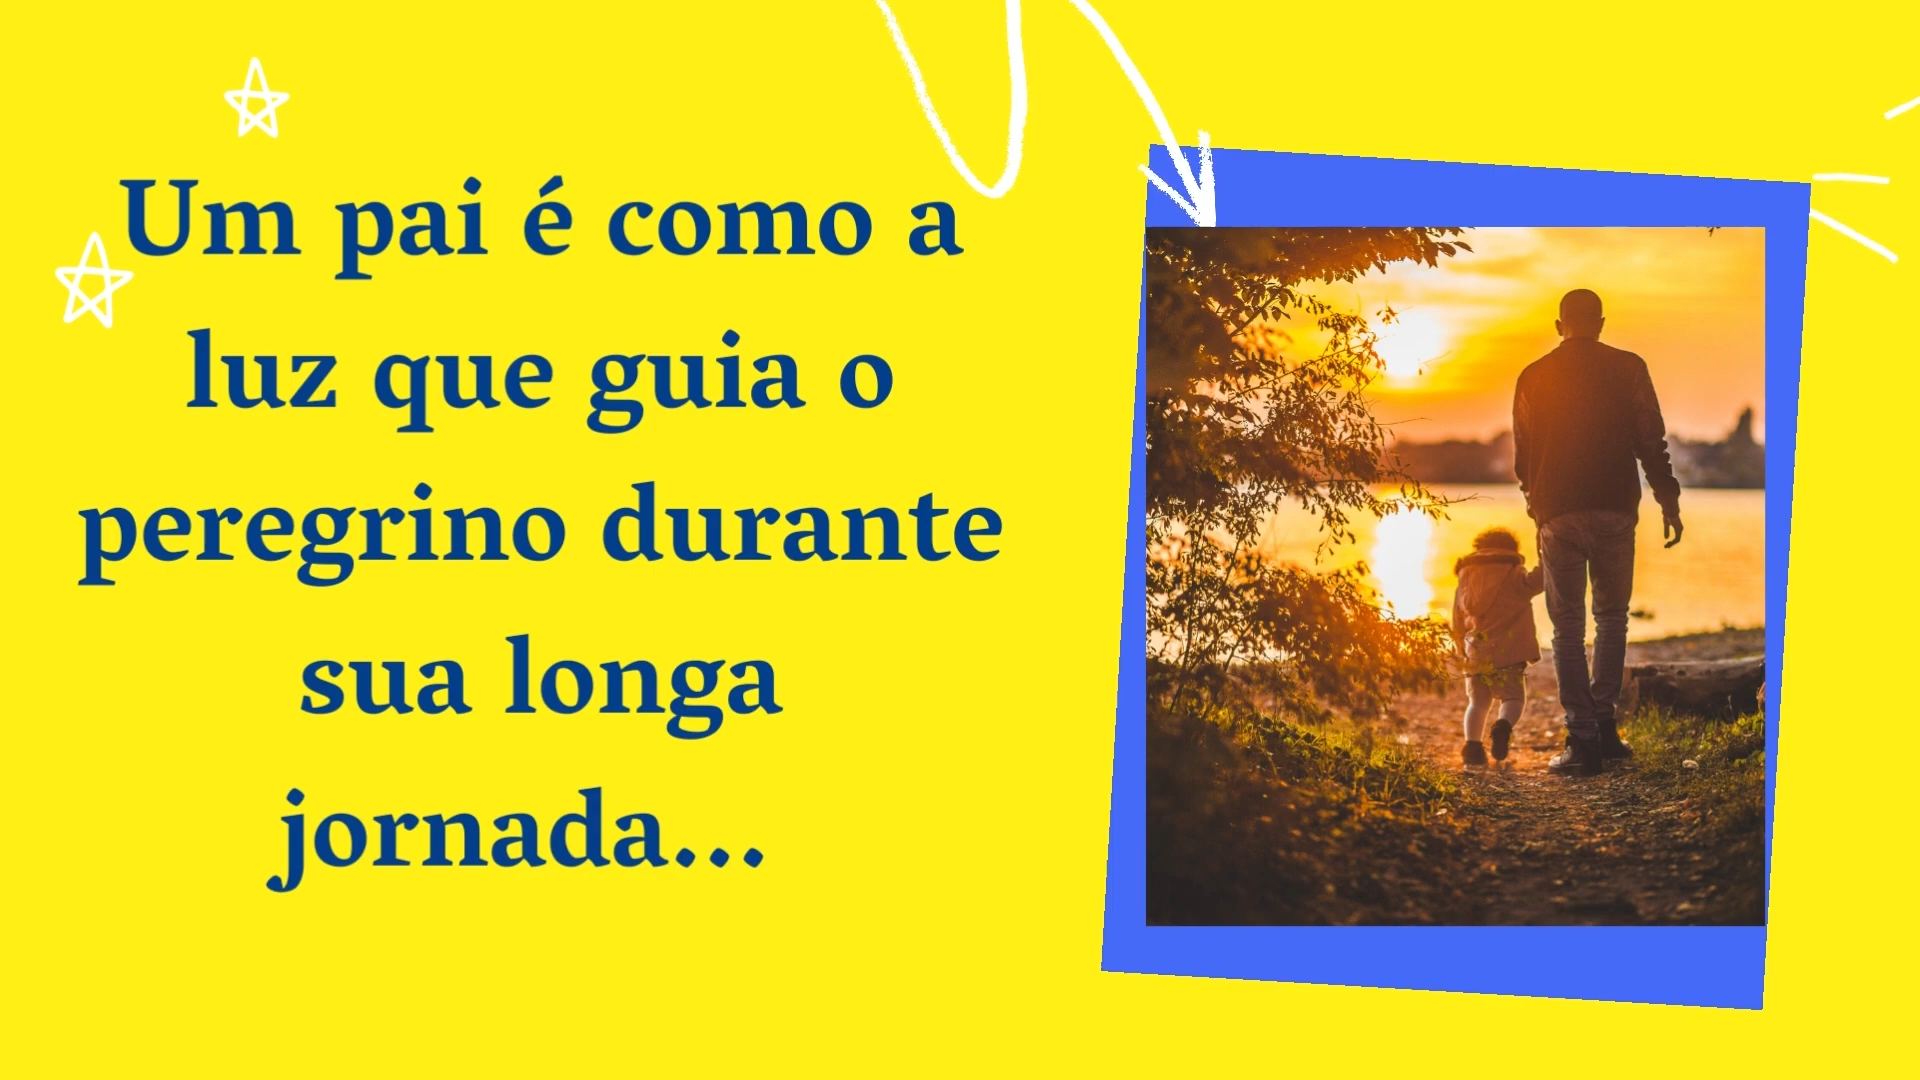 Um pai é como a
luz que guia o
peregrino durante
sua longa
jornada...